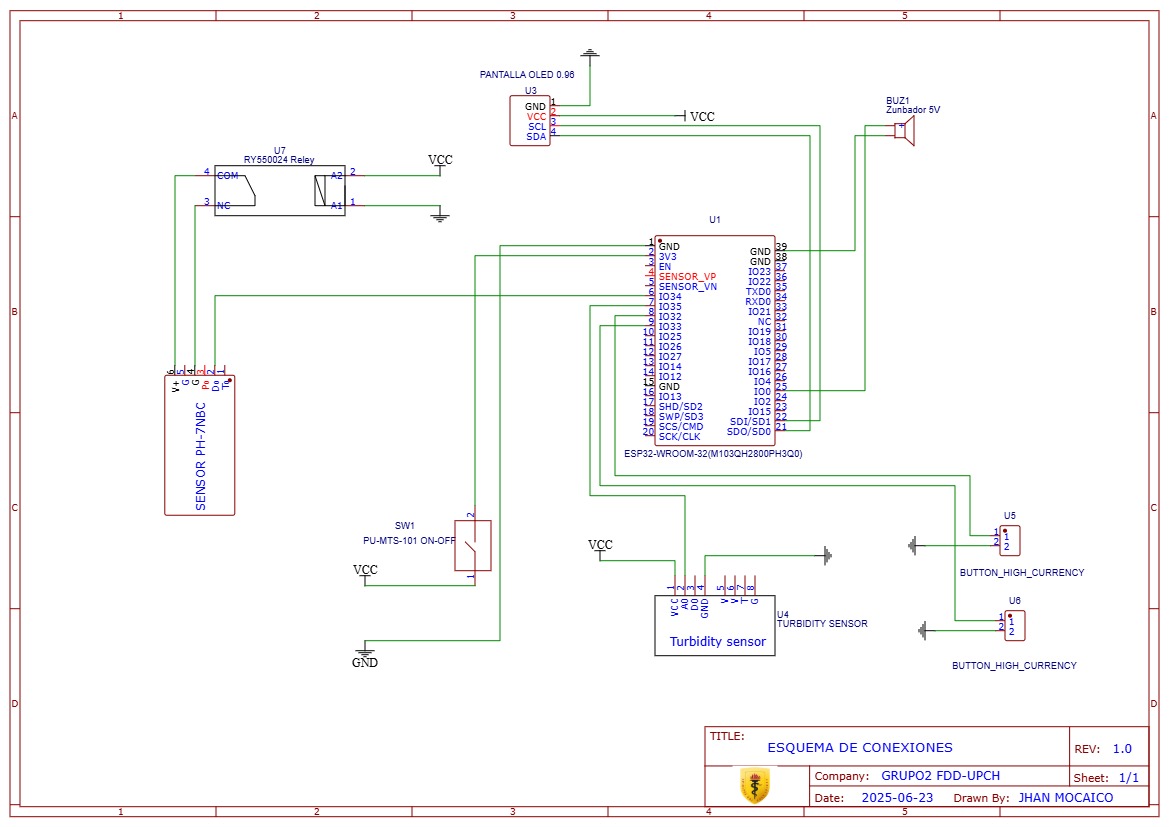 1 2 3 4 5
PANTALLA OLED 0.96
U3
GND 1
VCC 2
SCL 3
SDA 4
VCC
BUZ1
Zunbador 5V
+
A A
U7
RY550024 Reley
4 COM A2 2
3 NC A1 1
VCC
U1
1 GND
2 3V3
3 EN
4 SENSOR_VP
5 SENSOR_VN
6 IO34
7 IO35
8 IO32
9 IO33
10 IO25
11 IO26
12 IO27
13 IO14
14 IO12
15 GND
16 IO13
17 SHD/SD2
18 SWP/SD3
19 SCS/CMD
20 SCK/CLK
GND 39
GND 38
IO23 37
IO22 36
TXD0 35
RXD0 34
IO21 33
NC 32
IO19 31
IO18 30
IO5 29
IO17 28
IO16 27
IO4 26
IO0 25
IO2 24
IO15 23
SDI/SD1 22
SDO/SD0 21
ESP32-WROOM-32(M103QH2800PH3Q0)
B B
6 5 4 3 2 1
V+ G G Po Do To
SENSOR PH-7NBC
C C
SW1
PU-MTS-101 ON-OFF
2
1
VCC
GND
VCC
1 2 3 4 5 6 7 8
VCC A0 D0 GND V V T G
Turbidity sensor
U4
TURBIDITY SENSOR
U5
1 1
2 2
BUTTON_HIGH_CURRENCY
U6
1 1
2 2
BUTTON_HIGH_CURRENCY
D D
TITLE:
ESQUEMA DE CONEXIONES
REV: 1.0
Company: GRUPO2 FDD-UPCH
Sheet: 1/1
Date: 2025-06-23 Drawn By: JHAN MOCAICO
1 2 3 4 5